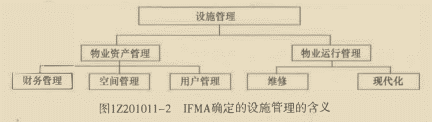 设施管理
物业资产管理 物业运行管理
财务管理 空间管理 用户管理 维修 现代化
图1Z201011-2 IFMA确定的设施管理的含义